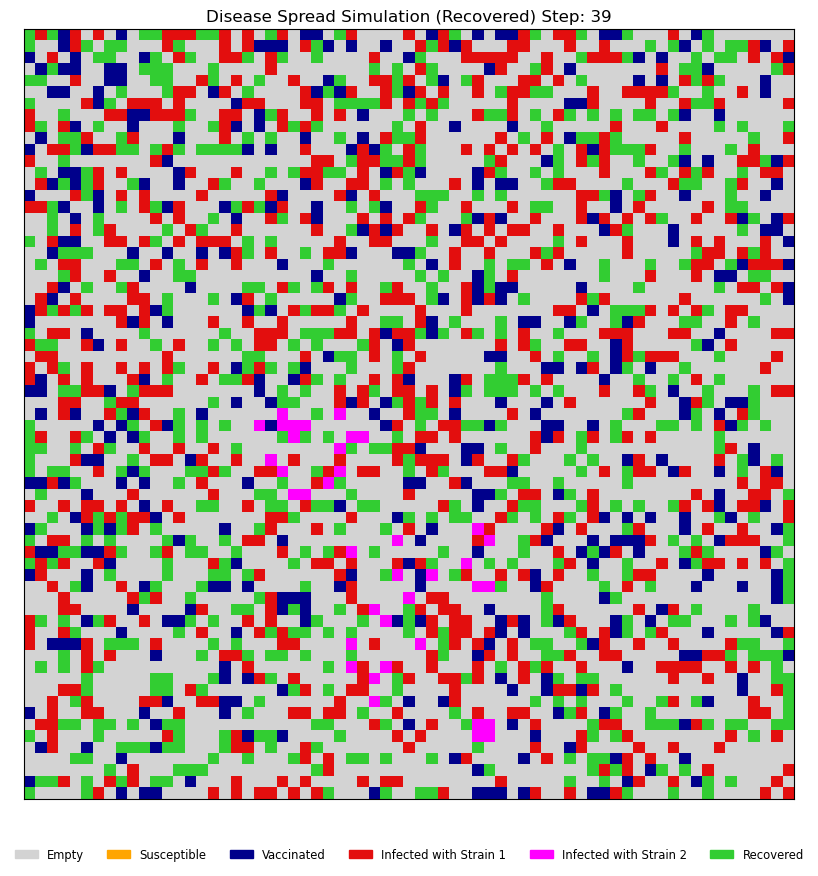 Disease Spread Simulation (Recovered) Step: 39
Empty Susceptible Vaccinated Infected with Strain 1 Infected with Strain 2 Recovered